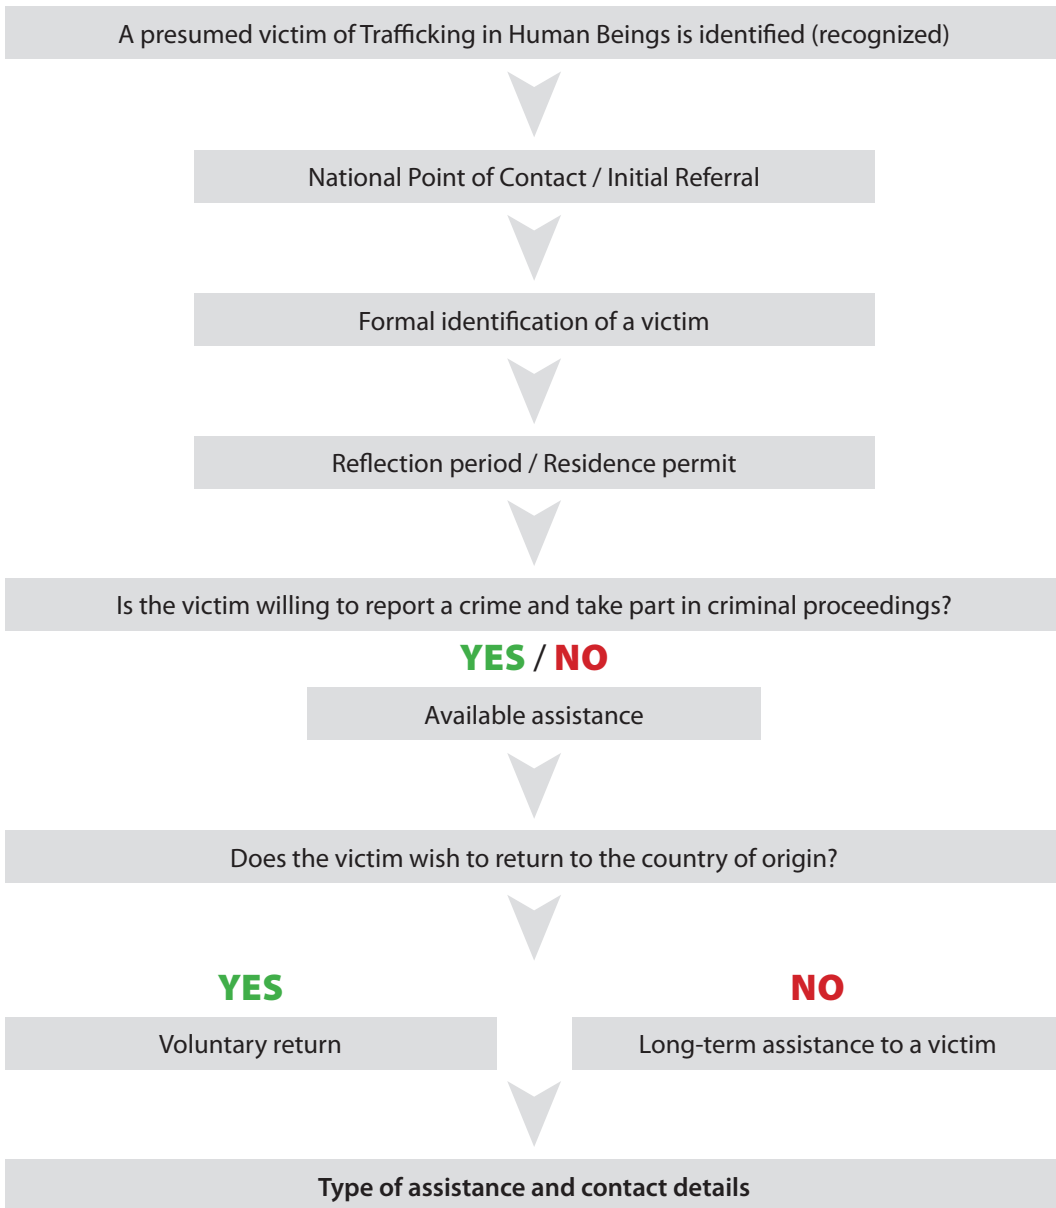 A presumed victim of Trafficking in Human Beings is identified (recognized)
National Point of Contact / Initial Referral
Formal identification of a victim
Reflection period / Residence permit
Is the victim willing to report a crime and take part in criminal proceedings?
YES / NO
Available assistance
Does the victim wish to return to the country of origin?
YES NO
Voluntary return Long-term assistance to a victim
Type of assistance and contact details